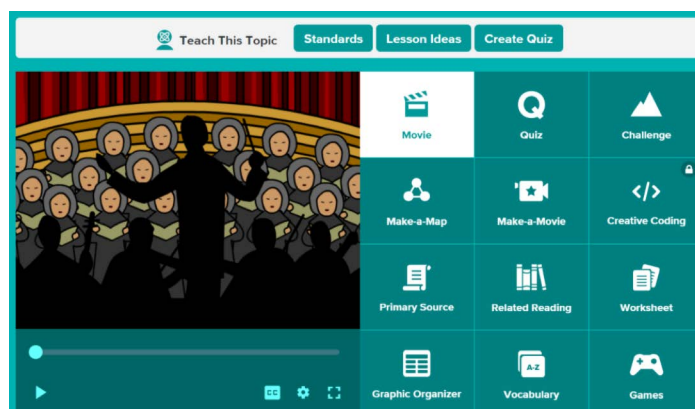 Teach This Topic Standards Lesson Ideas Create Quiz
Movie Q Quiz Challenge
Make-a-Map Make-a-Movie </> Creative Coding
Primary Source Related Reading Worksheet
CC
Graphic Organizer A-Z Vocabulary Games